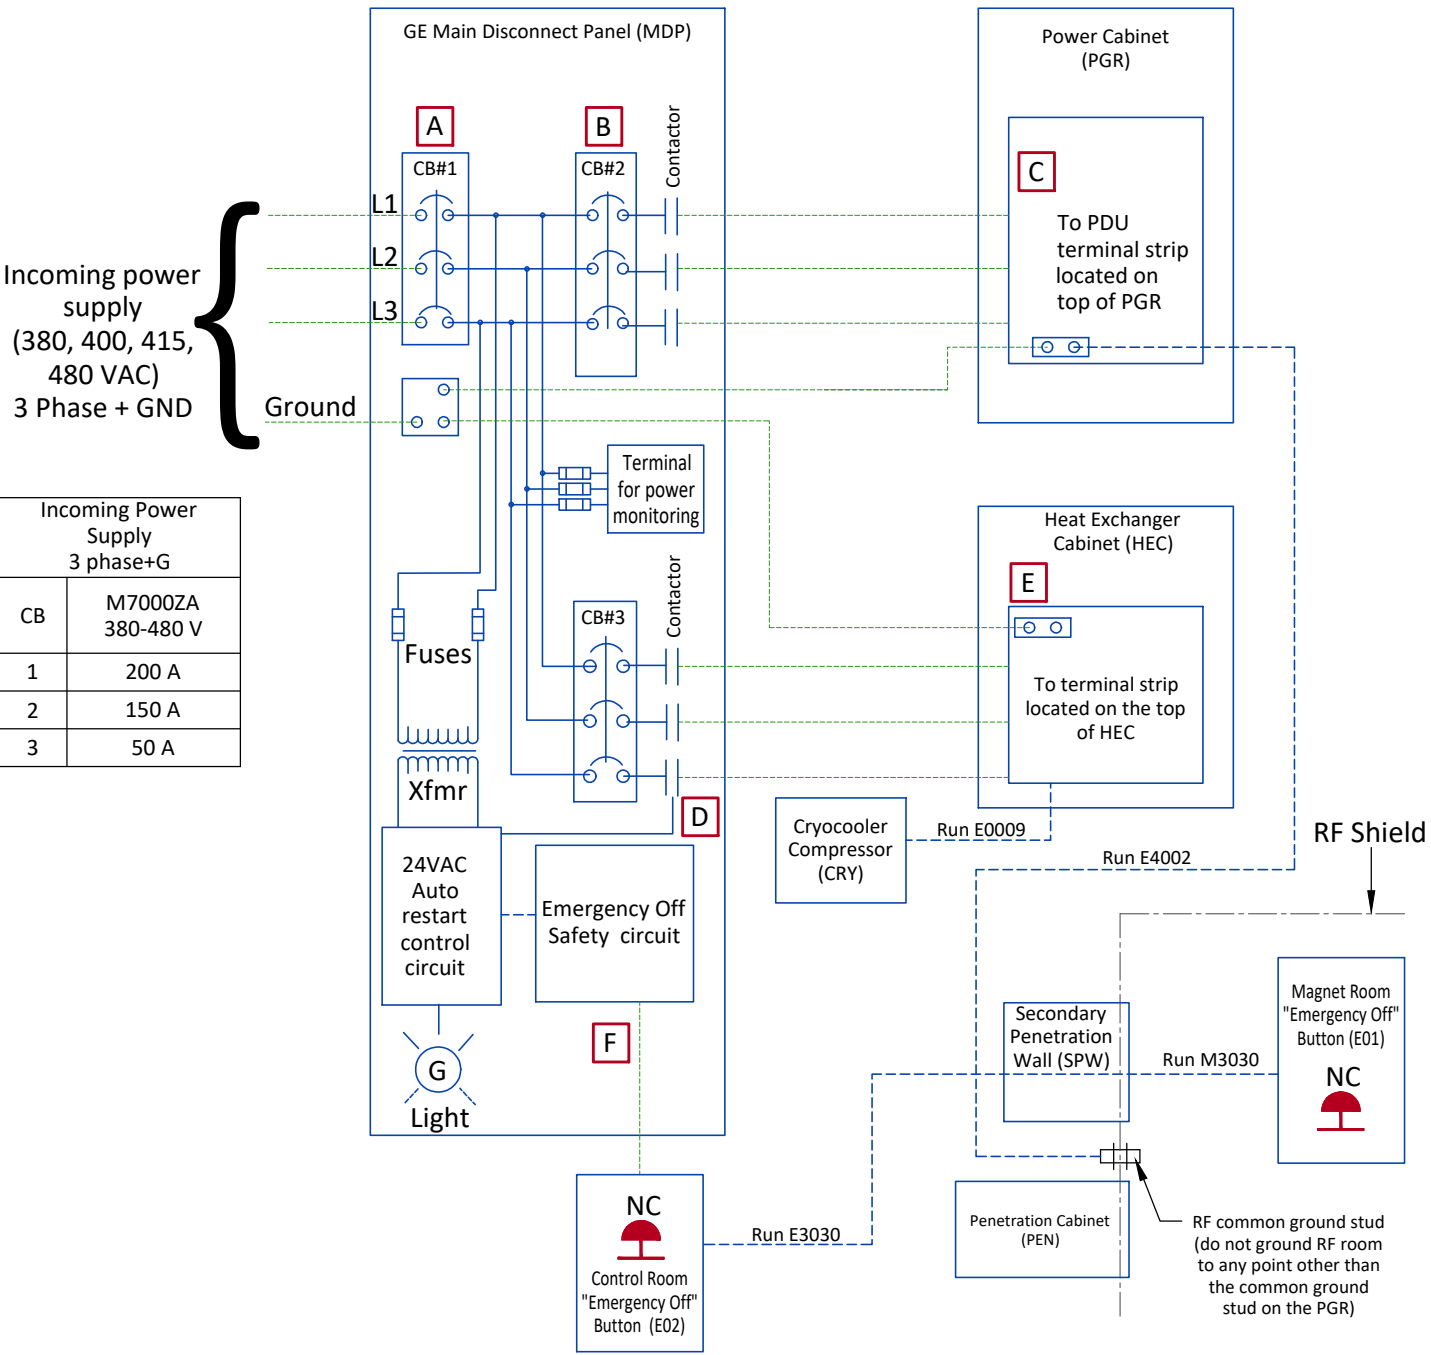 GE Main Disconnect Panel (MDP)
Power Cabinet
(PGR)
A
B
Contactor
C
CB#1
CB#2
L1
L2
L3
To PDU
terminal strip
located on
top of PGR
Incoming power
supply
(380, 400, 415,
480 VAC)
3 Phase + GND
Ground
Terminal
for power
monitoring
Incoming Power
Supply
3 phase+G
CB
M7000ZA
380-480 V
1
200 A
2
150 A
3
50 A
Heat Exchanger
Cabinet (HEC)
E
Contactor
CB#3
Fuses
To terminal strip
located on the top
of HEC
Xfmr
D
Cryocooler
Compressor
(CRY)
Run E0009
Run E4002
RF Shield
24VAC
Auto
restart
control
circuit
Emergency Off
Safety circuit
F
G
Light
Secondary
Penetration
Wall (SPW)
Run M3030
Magnet Room
"Emergency Off"
Button (E01)
NC
NC
Control Room
"Emergency Off"
Button (E02)
Run E3030
Penetration Cabinet
(PEN)
RF common ground stud
(do not ground RF room
to any point other than
the common ground
stud on the PGR)